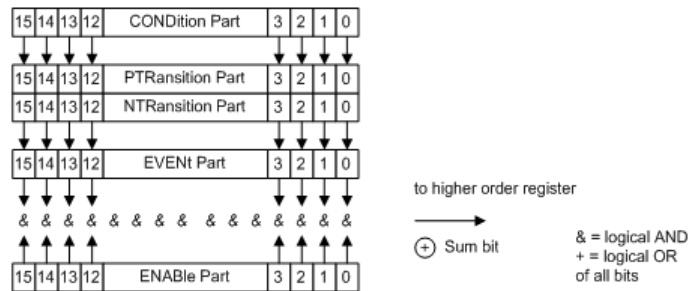 15 14 13 12 CONDition Part 3 2 1 0
15 14 13 12 PTRansition Part 3 2 1 0
15 14 13 12 NTRansition Part 3 2 1 0
15 14 13 12 EVENt Part 3 2 1 0
to higher order register
& & & & & & & & & & & & & & & &
+ Sum bit
& = logical AND
+ = logical OR
of all bits
15 14 13 12 ENABle Part 3 2 1 0